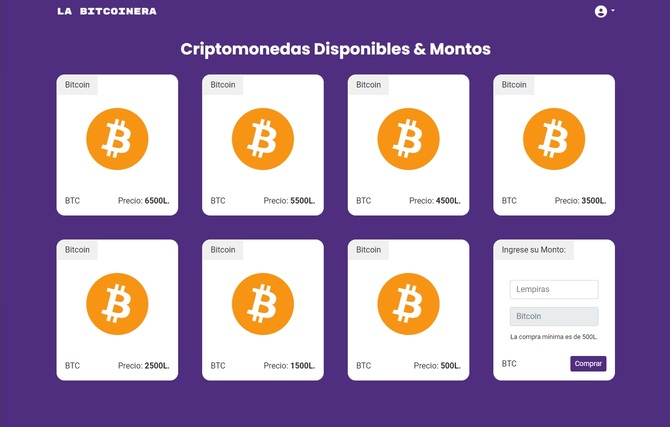 LA BITCOINERA
Criptomonedas Disponibles & Montos
Bitcoin
BTC Precio: 6500L.
Bitcoin
BTC Precio: 5500L.
Bitcoin
BTC Precio: 4500L.
Bitcoin
BTC Precio: 3500L.
Bitcoin
BTC Precio: 2500L.
Bitcoin
BTC Precio: 1500L.
Bitcoin
BTC Precio: 500L.
Ingrese su Monto:
Lempiras
Bitcoin
La compra mínima es de 500L.
BTC Comprar